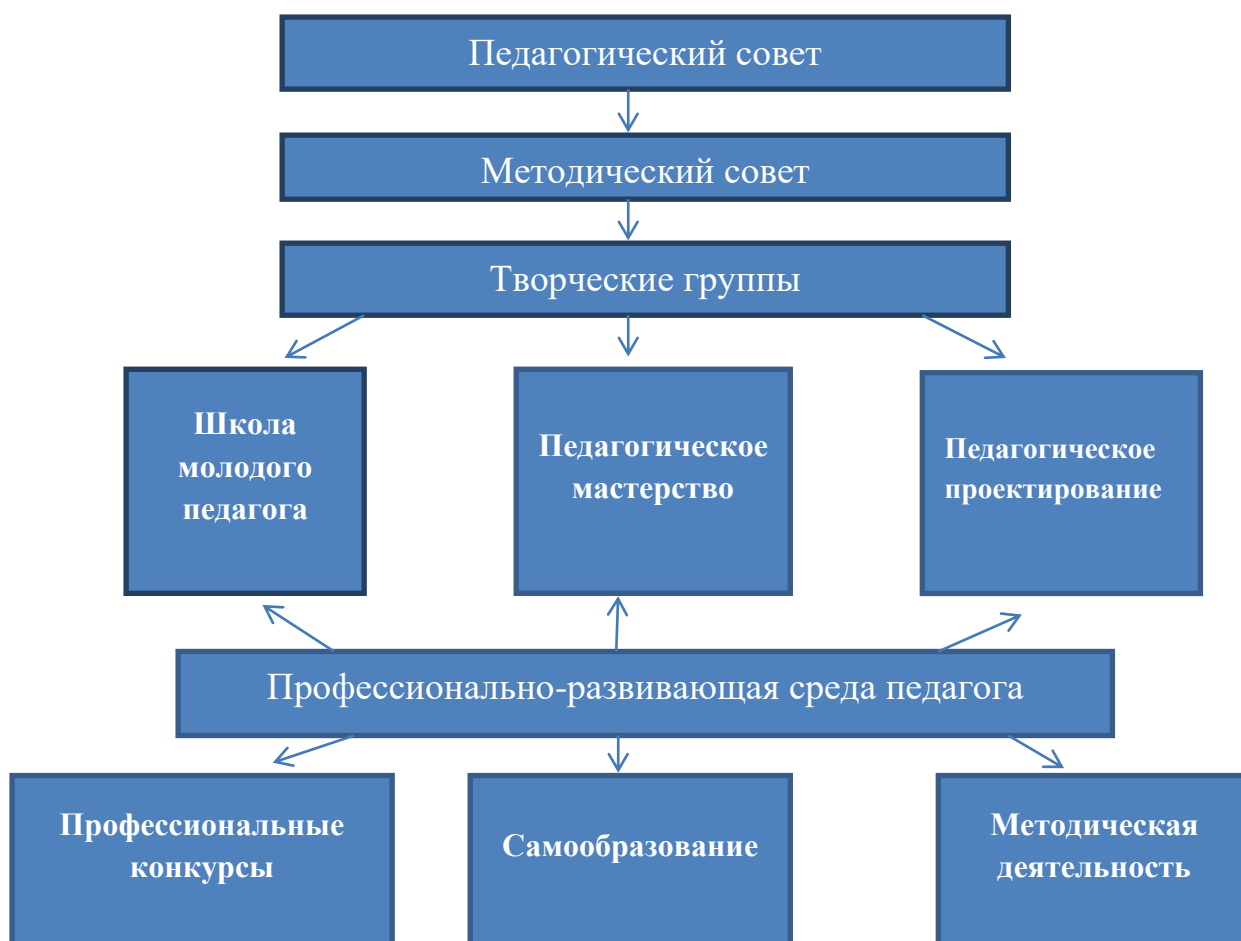 Педагогический совет
Методический совет
Творческие группы
Школа
молодого
педагога
Педагогическое
мастерство
Педагогическое
проектирование
Профессионально-развивающая среда педагога
Профессиональные
конкурсы
Самообразование
Методическая
деятельность